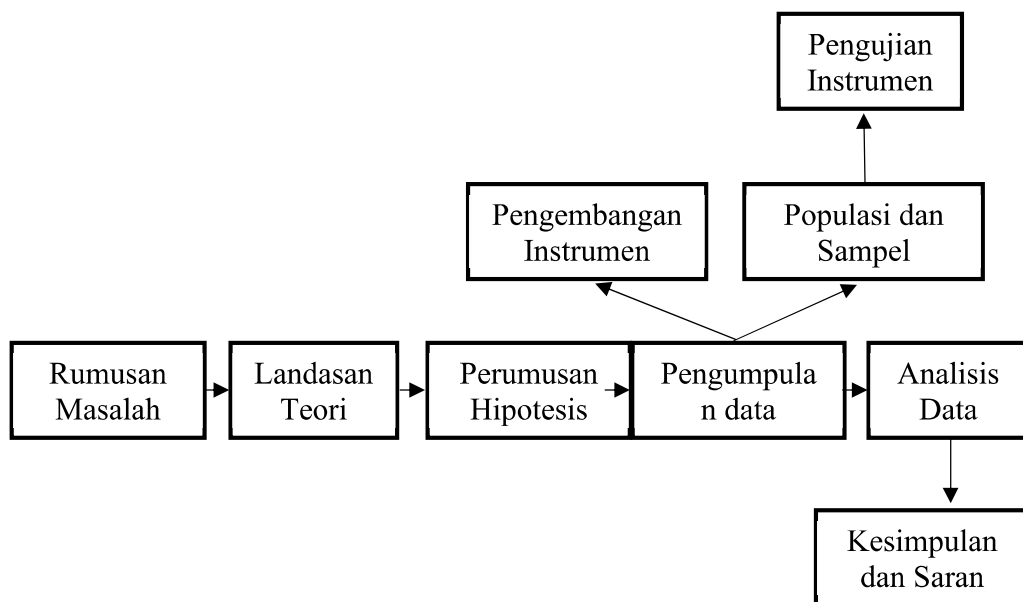 Pengujian
Instrumen
Pengembangan
Instrumen
Populasi dan
Sampel
Rumusan
Masalah
Landasan
Teori
Perumusan
Hipotesis
Pengumpula
n data
Analisis
Data
Kesimpulan
dan Saran